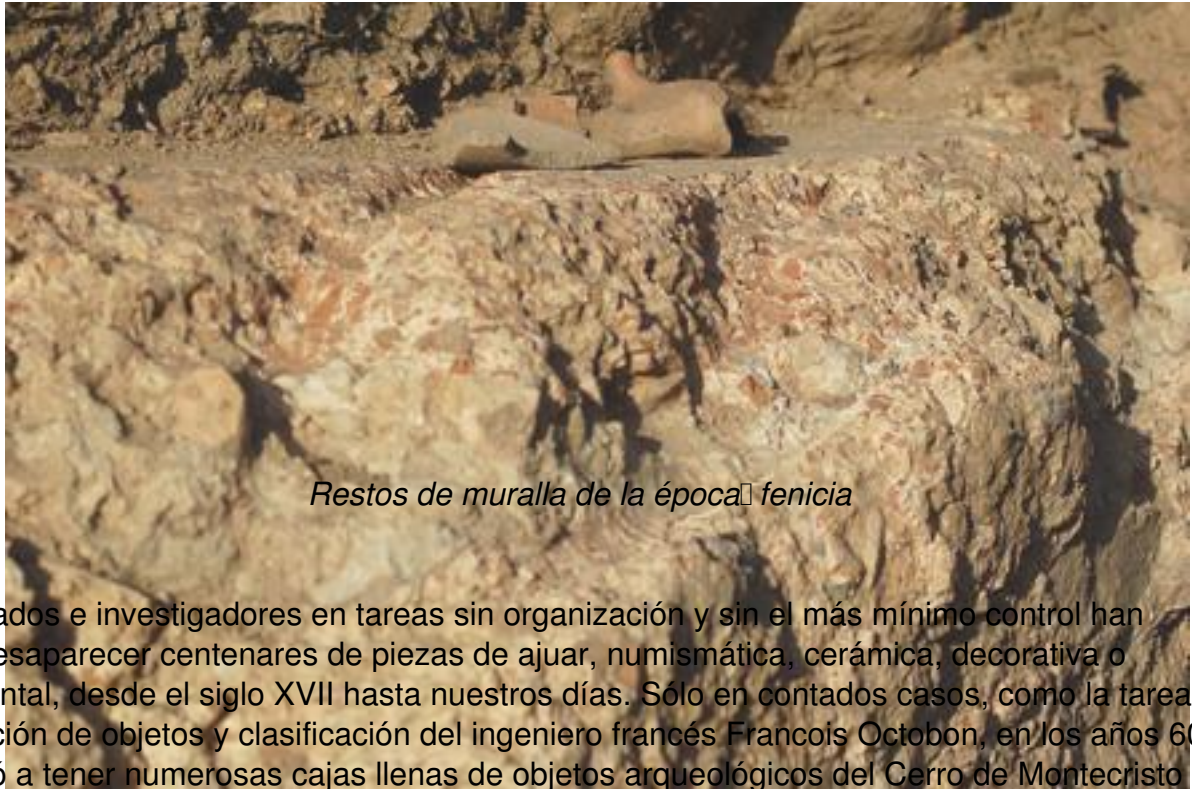 Restos de muralla de la época fenicia
e investigadores en tareas sin organización y sin el más mínimo control han
centenares de piezas de ajuar, numismática, cerámica, decorativa o
desde el siglo XVII hasta nuestros días. Sólo en contados casos, como la tarea
de objetos y clasificación del ingeniero francés Francois Octobon, en los años
a tener numerosas cajas llenas de objetos arqueológicos del Cerro de Montecristo